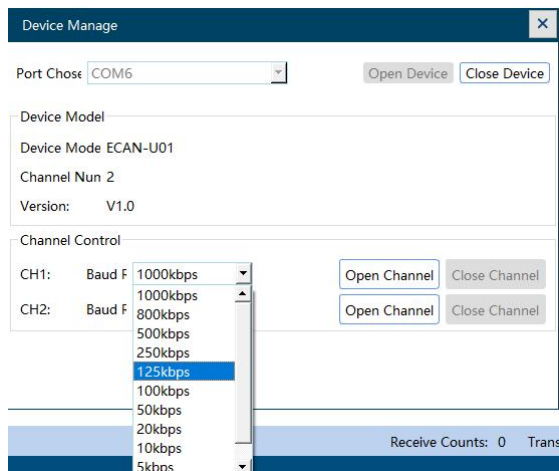 Device Manage
Port Chose COM6 Open Device Close Device
Device Model
Device Mode ECAN-U01
Channel Nun 2
Version: V1.0
Channel Control
CH1: Baud F 1000kbps Open Channel Close Channel
1000kbps
CH2: Baud F 800kbps Open Channel Close Channel
500kbps
250kbps
125kbps
100kbps
50kbps
20kbps
10kbps
5kbps
Receive Counts: 0 Trans